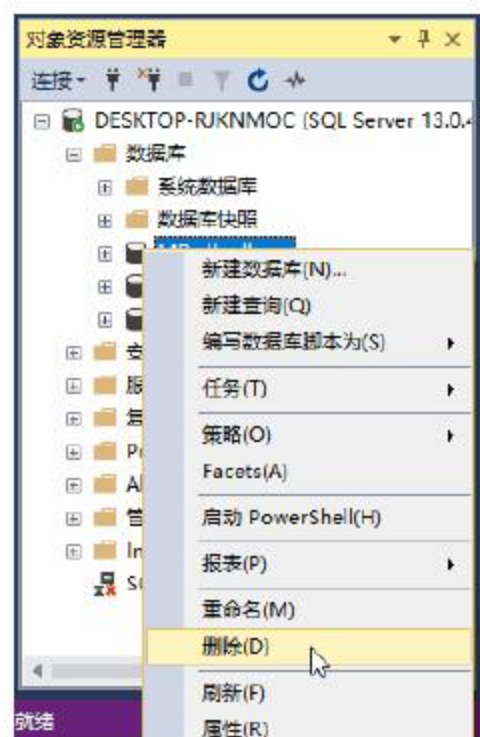 对象资源管理器
连接
DESKTOP-RJKNMOC (SQL Server 13.0.4
数据库
系统数据库
数据库快照
新建数据库(N)...
新建查询(Q)
编写数据库脚本为(S)
任务(T)
策略(O)
Facets(A)
启动 PowerShell(H)
报表(P)
重命名(M)
删除(D)
刷新(F)
属性(R)
就绪